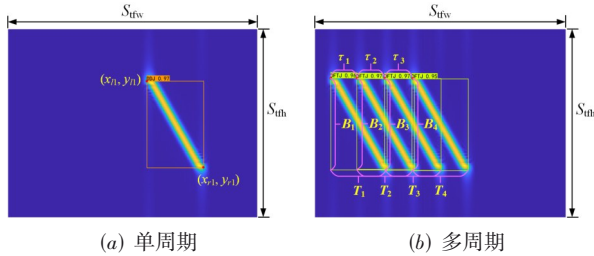 S_tfw
S_tfh
(x_l1, y_l1)
(x_r1, y_r1)
(a) 单周期
S_tfw
S_tfh
τ_1 τ_2 τ_3
B_1 B_2 B_3 B_4
T_1 T_2 T_3 T_4
(b) 多周期